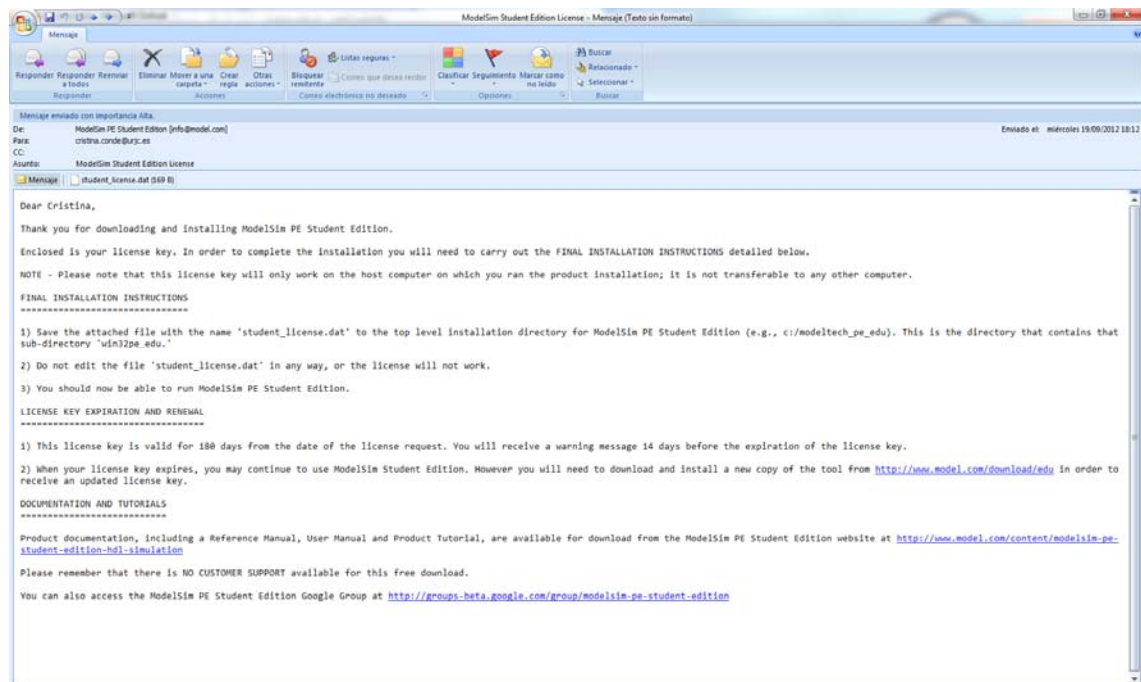 ModelSim Student Edition License - Mensaje (Texto sin formato)
Mensaje
Responder Responder a todos Reenviar
Eliminar Mover a una carpeta Crear regla Otras acciones
Bloquear remitente
Listas seguras
Correo que desea recibir
Clasificar Seguimiento Marcar como no leído
Buscar
Relacionado
Seleccionar
Responder Acciones Correo electrónico no deseado Opciones Buscar
Mensaje enviado con importancia Alta.
De: ModelSim PE Student Edition [info@model.com] Enviado el: miércoles 19/09/2012 18:12
Para: cristina.conde@urjc.es
CC:
Asunto: ModelSim Student Edition License
Mensaje student_license.dat (569 B)
Dear Cristina,
Thank you for downloading and installing ModelSim PE Student Edition.
Enclosed is your license key. In order to complete the installation you will need to carry out the FINAL INSTALLATION INSTRUCTIONS detailed below.
NOTE - Please note that this license key will only work on the host computer on which you ran the product installation; it is not transferable to any other computer.
FINAL INSTALLATION INSTRUCTIONS
===============================
1) Save the attached file with the name 'student_license.dat' to the top level installation directory for ModelSim PE Student Edition (e.g., c:/modeltech_pe_edu). This is the directory that contains that
sub-directory 'win32pe_edu.'
2) Do not edit the file 'student_license.dat' in any way, or the license will not work.
3) You should now be able to run ModelSim PE Student Edition.
LICENSE KEY EXPIRATION AND RENEWAL
==================================
1) This license key is valid for 180 days from the date of the license request. You will receive a warning message 14 days before the expiration of the license key.
2) When your license key expires, you may continue to use ModelSim Student Edition. However you will need to download and install a new copy of the tool from http://www.model.com/download/edu in order to
receive an updated license key.
DOCUMENTATION AND TUTORIALS
===========================
Product documentation, including a Reference Manual, User Manual and Product Tutorial, are available for download from the ModelSim PE Student Edition website at http://www.model.com/content/modelsim-pe-
student-edition-hdl-simulation
Please remember that there is NO CUSTOMER SUPPORT available for this free download.
You can also access the ModelSim PE Student Edition Google Group at http://groups-beta.google.com/group/modelsim-pe-student-edition